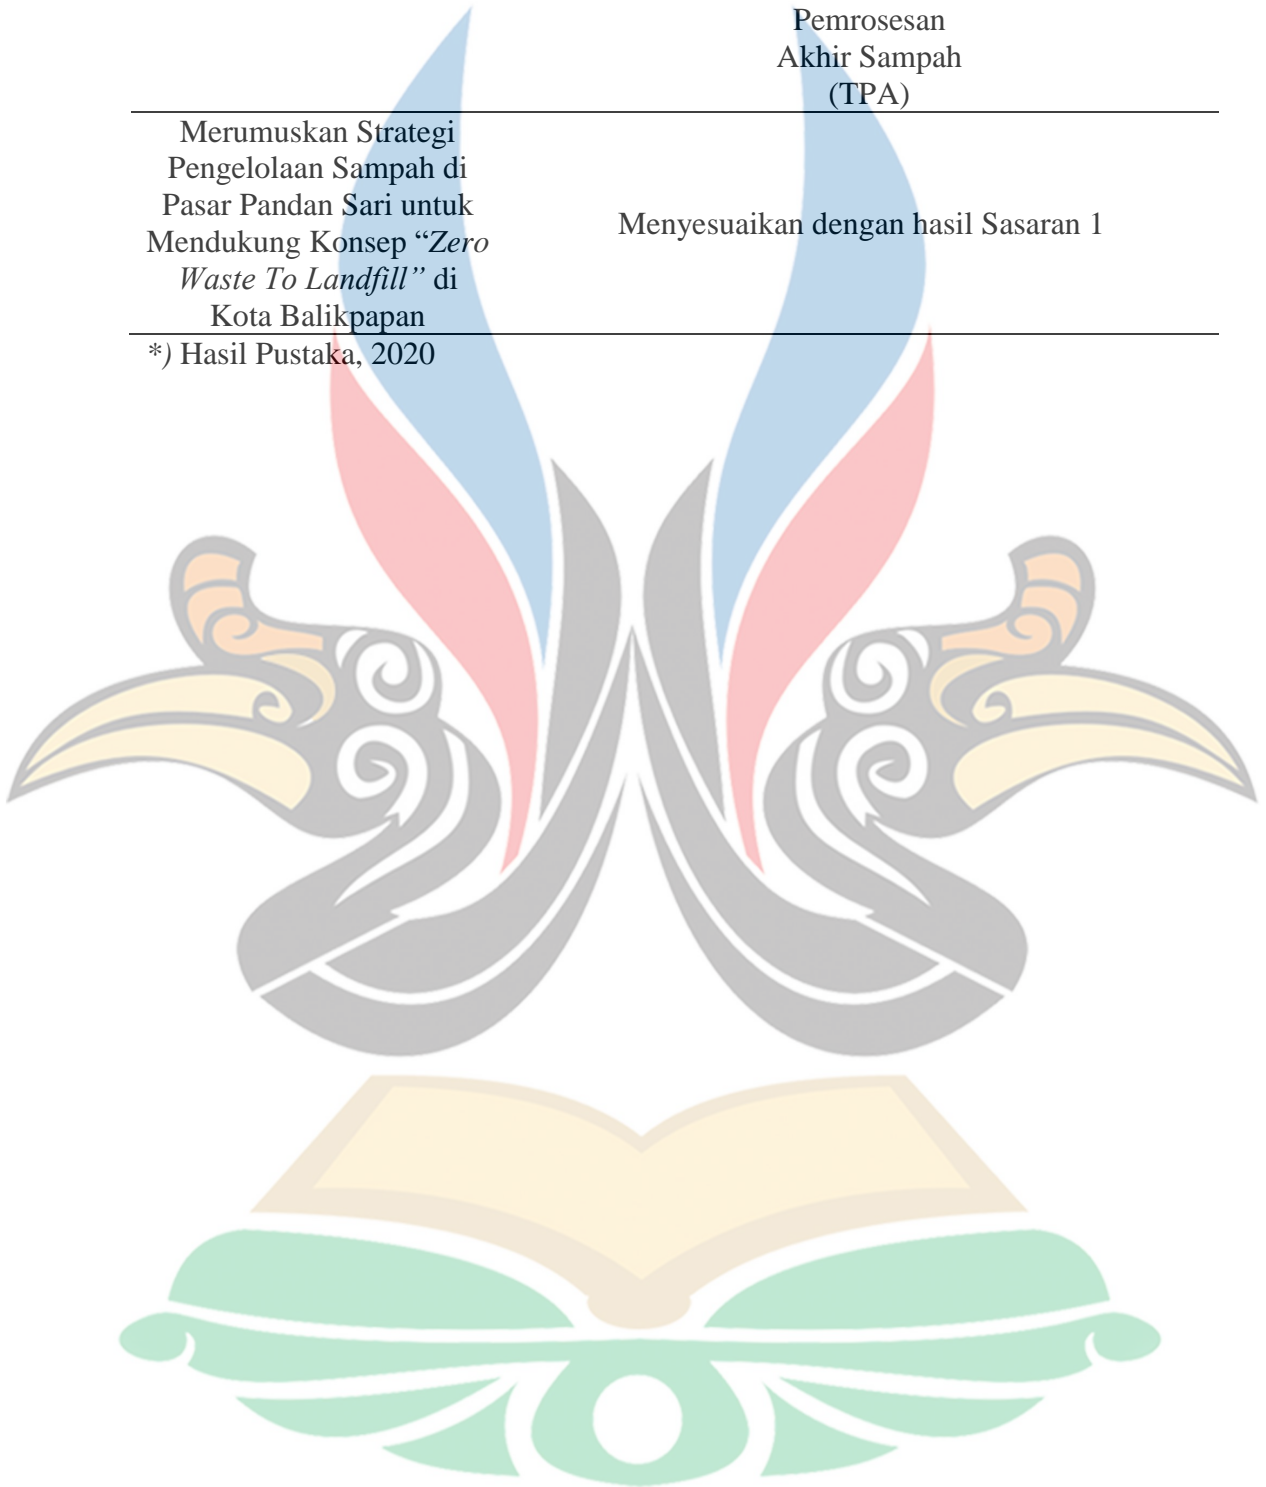 Pemrosesan
Akhir Sampah
(TPA)
Merumuskan Strategi
Pengelolaan Sampah di
Pasar Pandan Sari untuk
Mendukung Konsep “Zero
Waste To Landfill” di
Kota Balikpapan
Menyesuaikan dengan hasil Sasaran 1
*) Hasil Pustaka, 2020